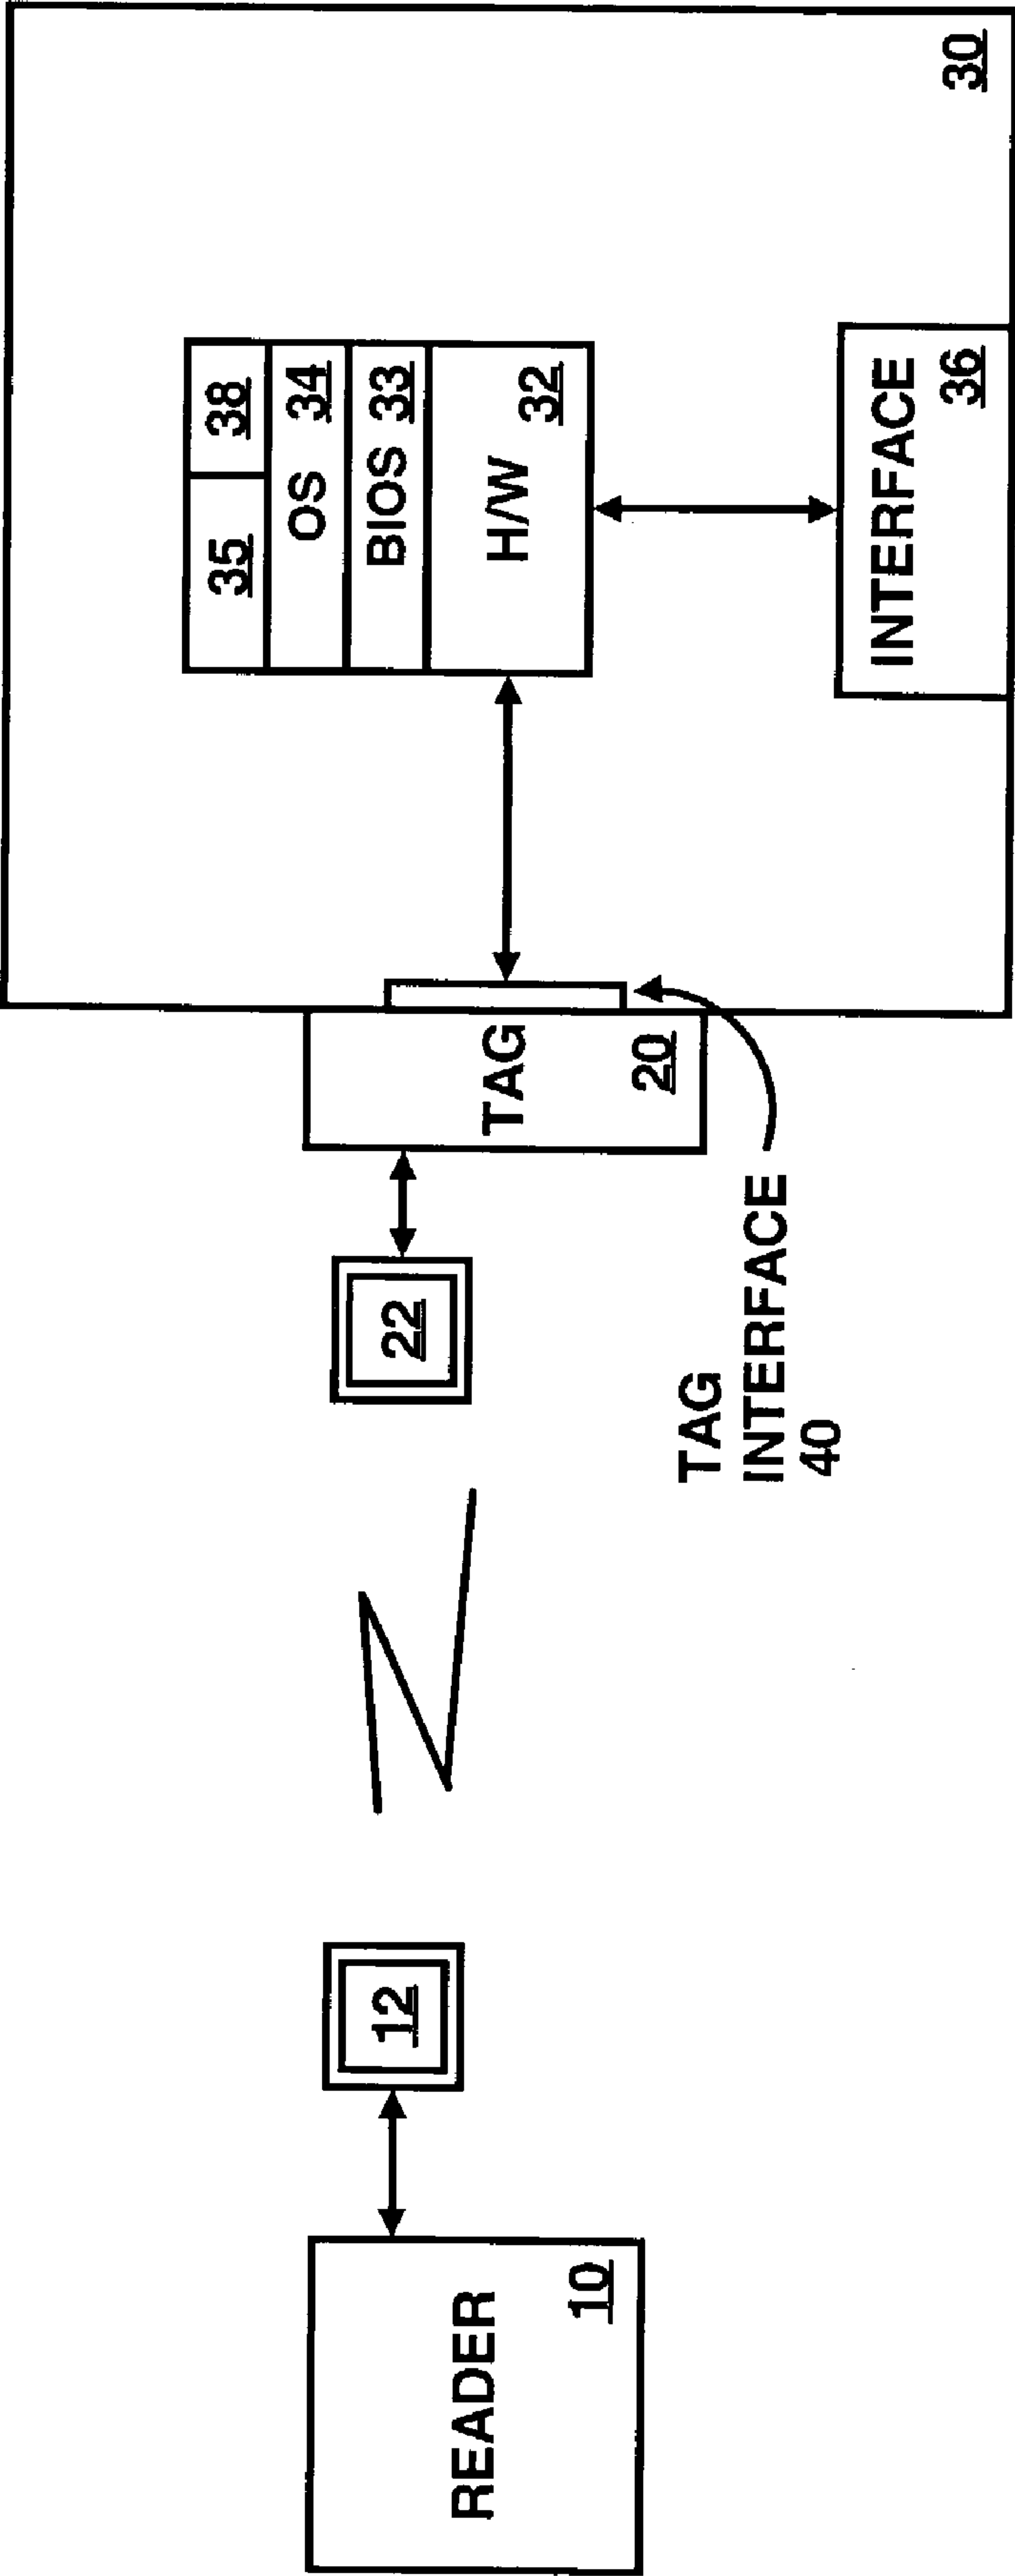 READER
10
12
22
TAG
20
TAG
INTERFACE
40
35 38
OS 34
BIOS 33
H/W
32
INTERFACE
36
30